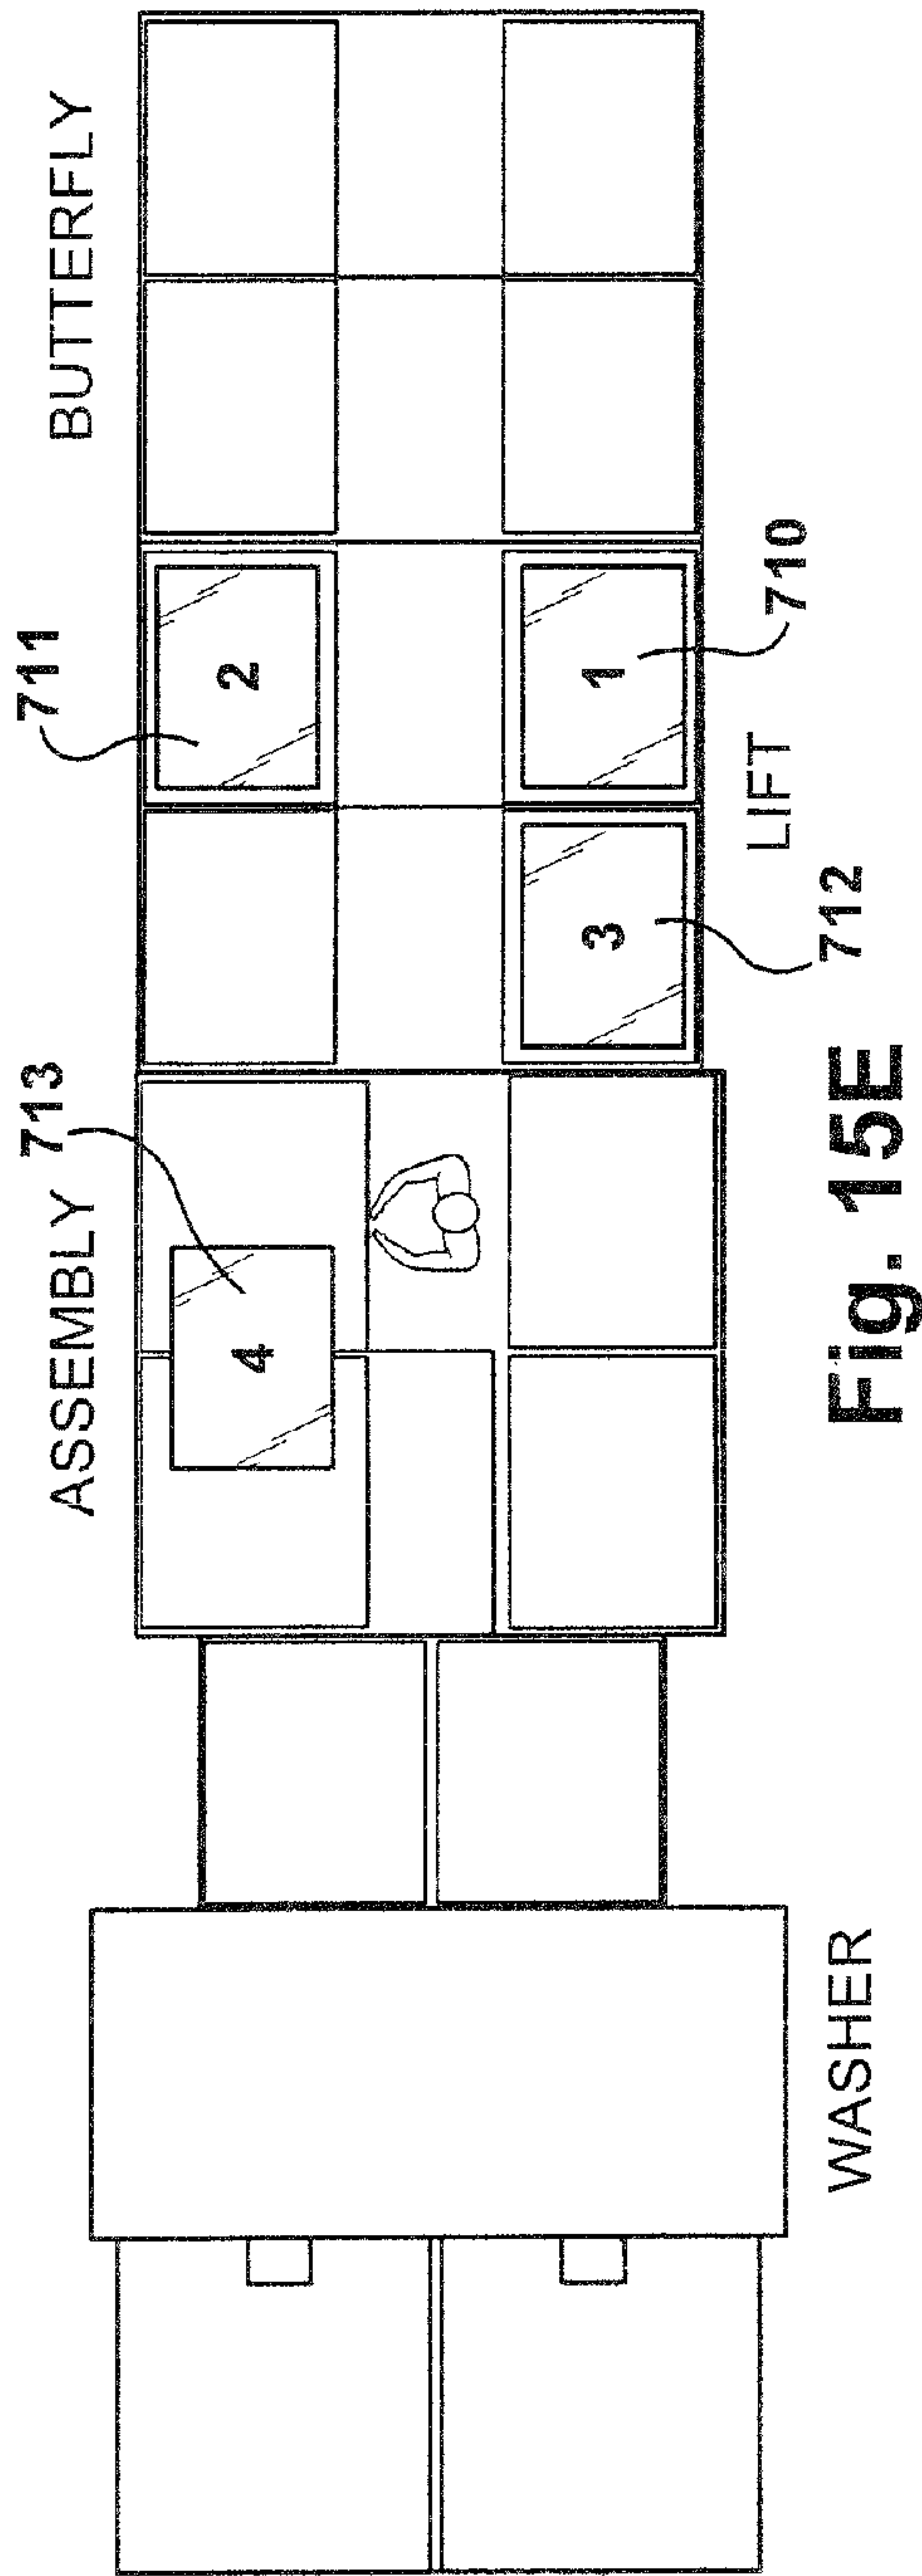 713
711
ASSEMBLY
BUTTERFLY
2
4
1
3
LIFT
710
712
WASHER
Fig. 15E